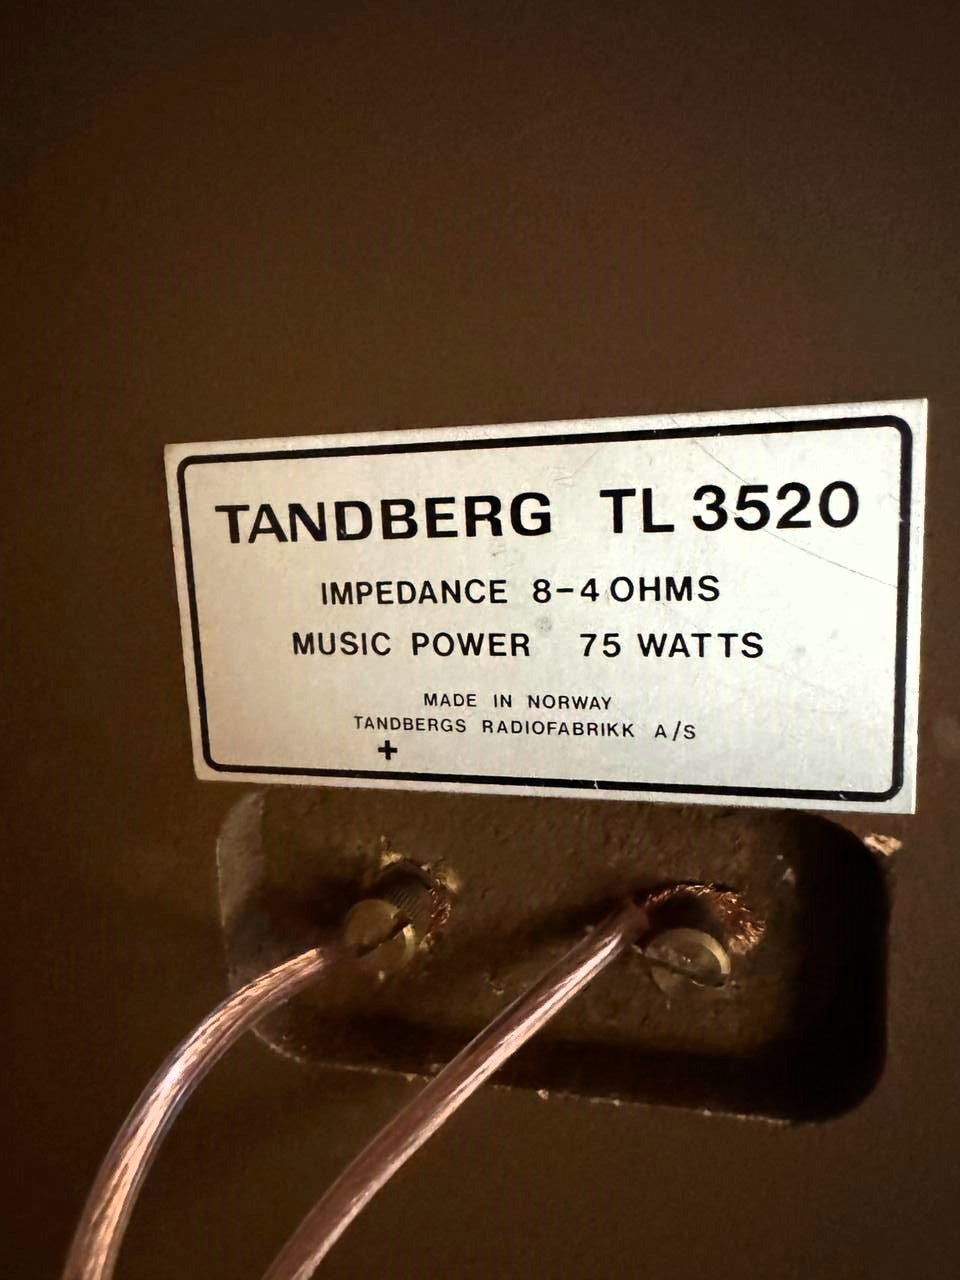 TANDBERG TL 3520
IMPEDANCE 8-4 OHMS
MUSIC POWER 75 WATTS
MADE IN NORWAY
TANDBERGS RADIOFABRIKK A/S
+